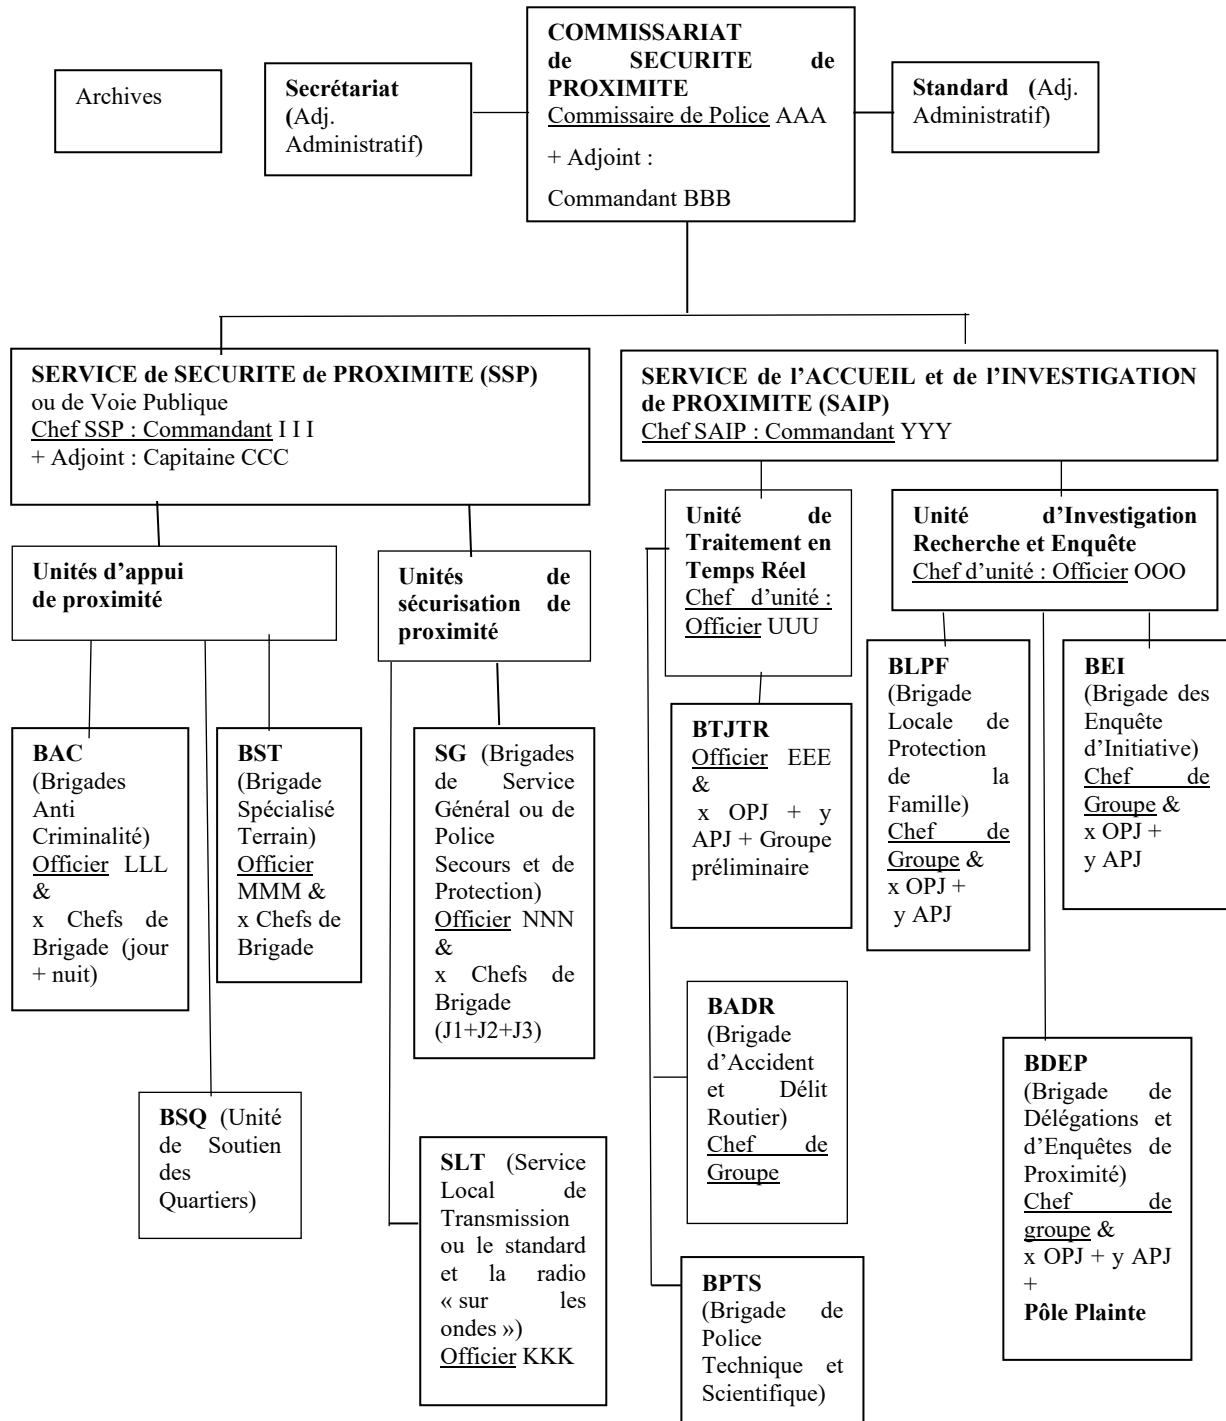 COMMISSARIAT
de SECURITE de
PROXIMITE
Commissaire de Police AAA
+ Adjoint :
Commandant BBB
Archives
Secrétariat
(Adj.
Administratif)
Standard (Adj.
Administratif)
SERVICE de SECURITE de PROXIMITE (SSP)
ou de Voie Publique
Chef SSP : Commandant I I I
+ Adjoint : Capitaine CCC
SERVICE de l’ACCUEIL et de l’INVESTIGATION
de PROXIMITE (SAIP)
Chef SAIP : Commandant YYY
Unités d’appui
de proximité
Unités de
sécurisation de
proximité
Unité de
Traitement en
Temps Réel
Chef d’unité :
Officier UUU
Unité d’Investigation
Recherche et Enquête
Chef d’unité : Officier OOO
BAC
(Brigades
Anti
Criminalité)
Officier LLL
&
x Chefs de
Brigade (jour
+ nuit)
BST
(Brigade
Spécialisé
Terrain)
Officier
MMM &
x Chefs de
Brigade
SG (Brigades
de Service
Général ou de
Police
Secours et de
Protection)
Officier NNN
&
x Chefs de
Brigade
(J1+J2+J3)
BTJTR
Officier EEE
&
x OPJ + y
APJ + Groupe
préliminaire
BLPF
(Brigade
Locale de
Protection
de la
Famille)
Chef de
Groupe &
x OPJ +
y APJ
BEI
(Brigade des
Enquête
d’Initiative)
Chef de
Groupe &
x OPJ +
y APJ
BSQ (Unité
de Soutien
des
Quartiers)
SLT (Service
Local de
Transmission
ou le standard
et la radio
« sur les
ondes »)
Officier KKK
BADR
(Brigade
d’Accident
et Délit
Routier)
Chef de
Groupe
BPTS
(Brigade de
Police
Technique et
Scientifique)
BDEP
(Brigade de
Délégations et
d’Enquêtes de
Proximité)
Chef de
groupe &
x OPJ + y APJ
+
Pôle Plainte